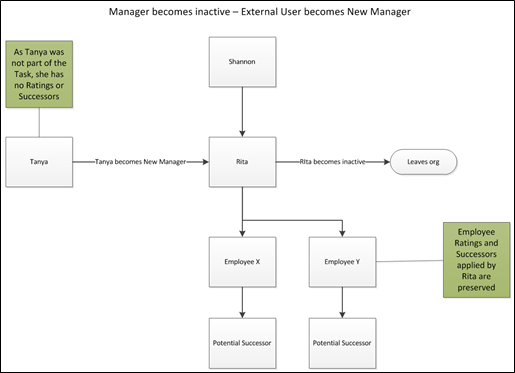 Manager becomes inactive – External User becomes New Manager
As Tanya was
not part of the
Task, she has
no Ratings or
Successors
Shannon
Tanya
Tanya becomes New Manager
Rita
RIta becomes inactive
Leaves org
Employee X
Employee Y
Employee
Ratings and
Successors
applied by
Rita are
preserved
Potential Successor
Potential Successor